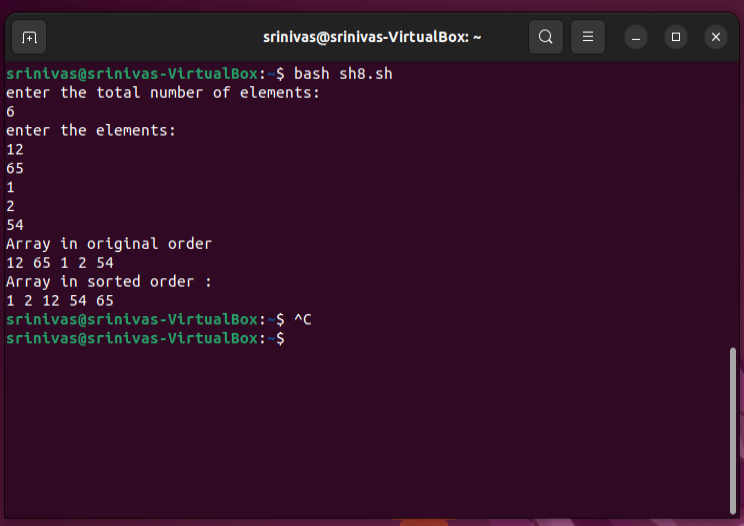 srinivas@srinivas-VirtualBox: ~
srinivas@srinivas-VirtualBox:~$ bash sh8.sh
enter the total number of elements:
6
enter the elements:
12
65
1
2
54
Array in original order
12 65 1 2 54
Array in sorted order :
1 2 12 54 65
srinivas@srinivas-VirtualBox:~$ ^C
srinivas@srinivas-VirtualBox:~$